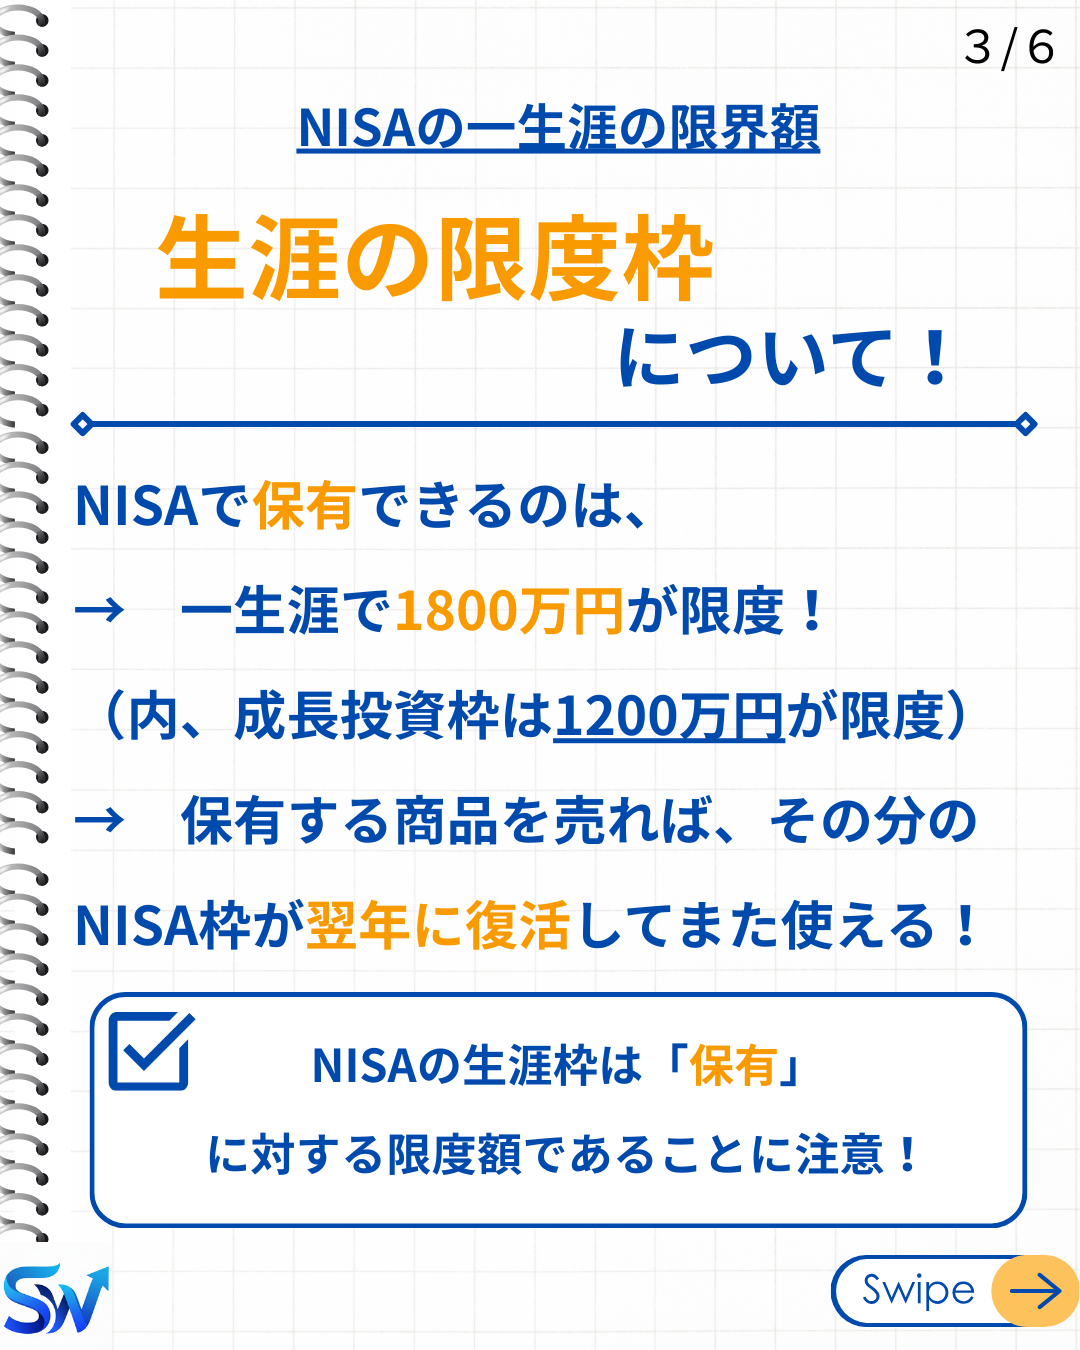 3/6
NISAの一生涯の限界額
生涯の限度枠
について！
NISAで保有できるのは、
→　一生涯で1800万円が限度！
（内、成長投資枠は1200万円が限度）
→　保有する商品を売れば、その分の
NISA枠が翌年に復活してまた使える！
NISAの生涯枠は「保有」
に対する限度額であることに注意！
SW
Swipe